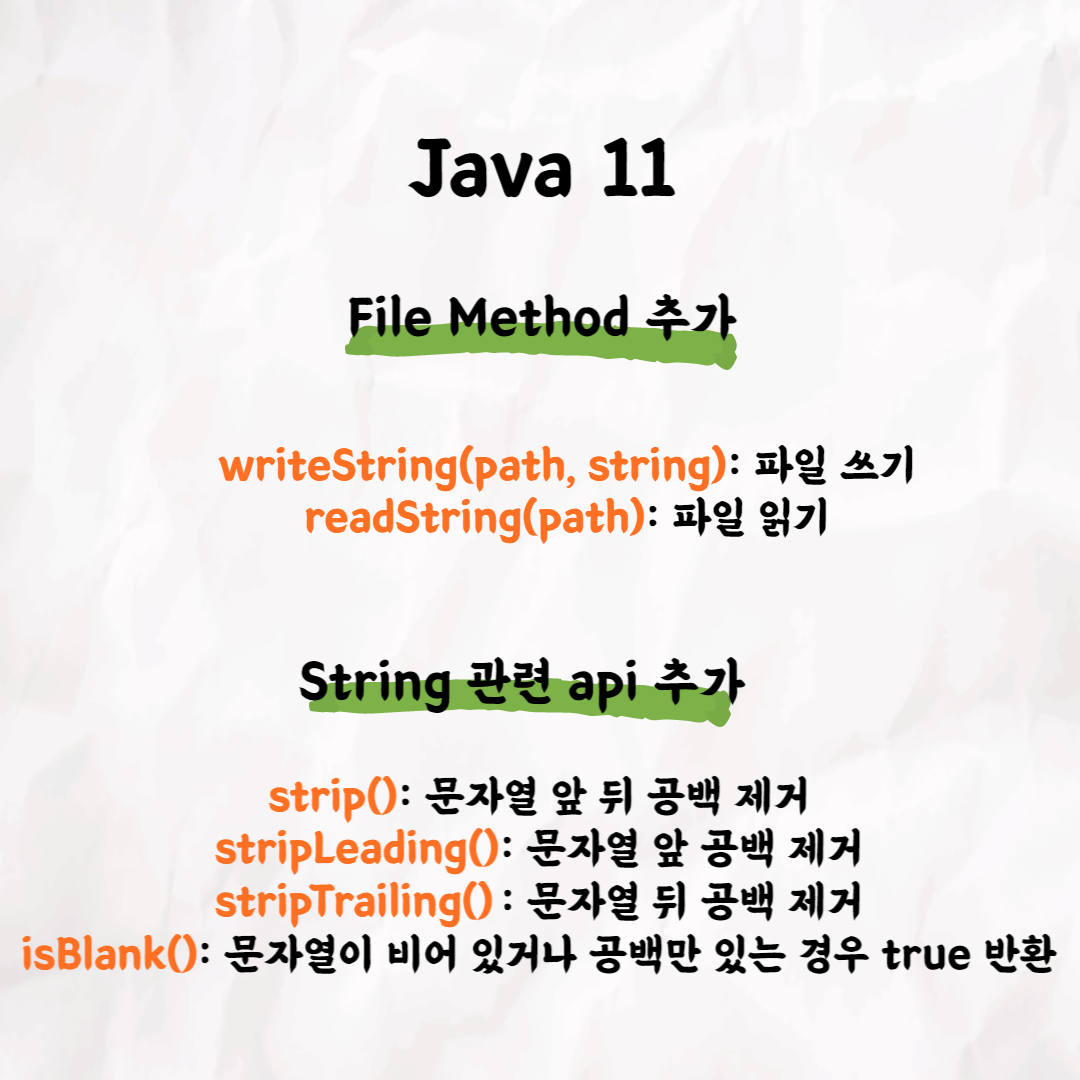 Java 11
File Method 추가
writeString(path, string): 파일 쓰기
readString(path): 파일 읽기
String 관련 api 추가
strip(): 문자열 앞 뒤 공백 제거
stripLeading(): 문자열 앞 공백 제거
stripTrailing() : 문자열 뒤 공백 제거
isBlank(): 문자열이 비어 있거나 공백만 있는 경우 true 반환